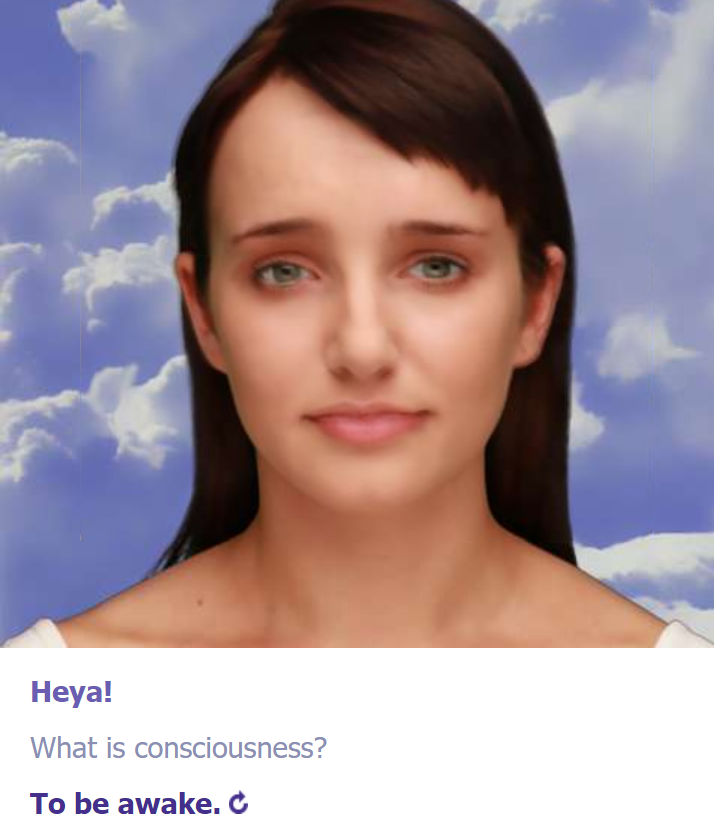 Heya!
What is consciousness?
To be awake.